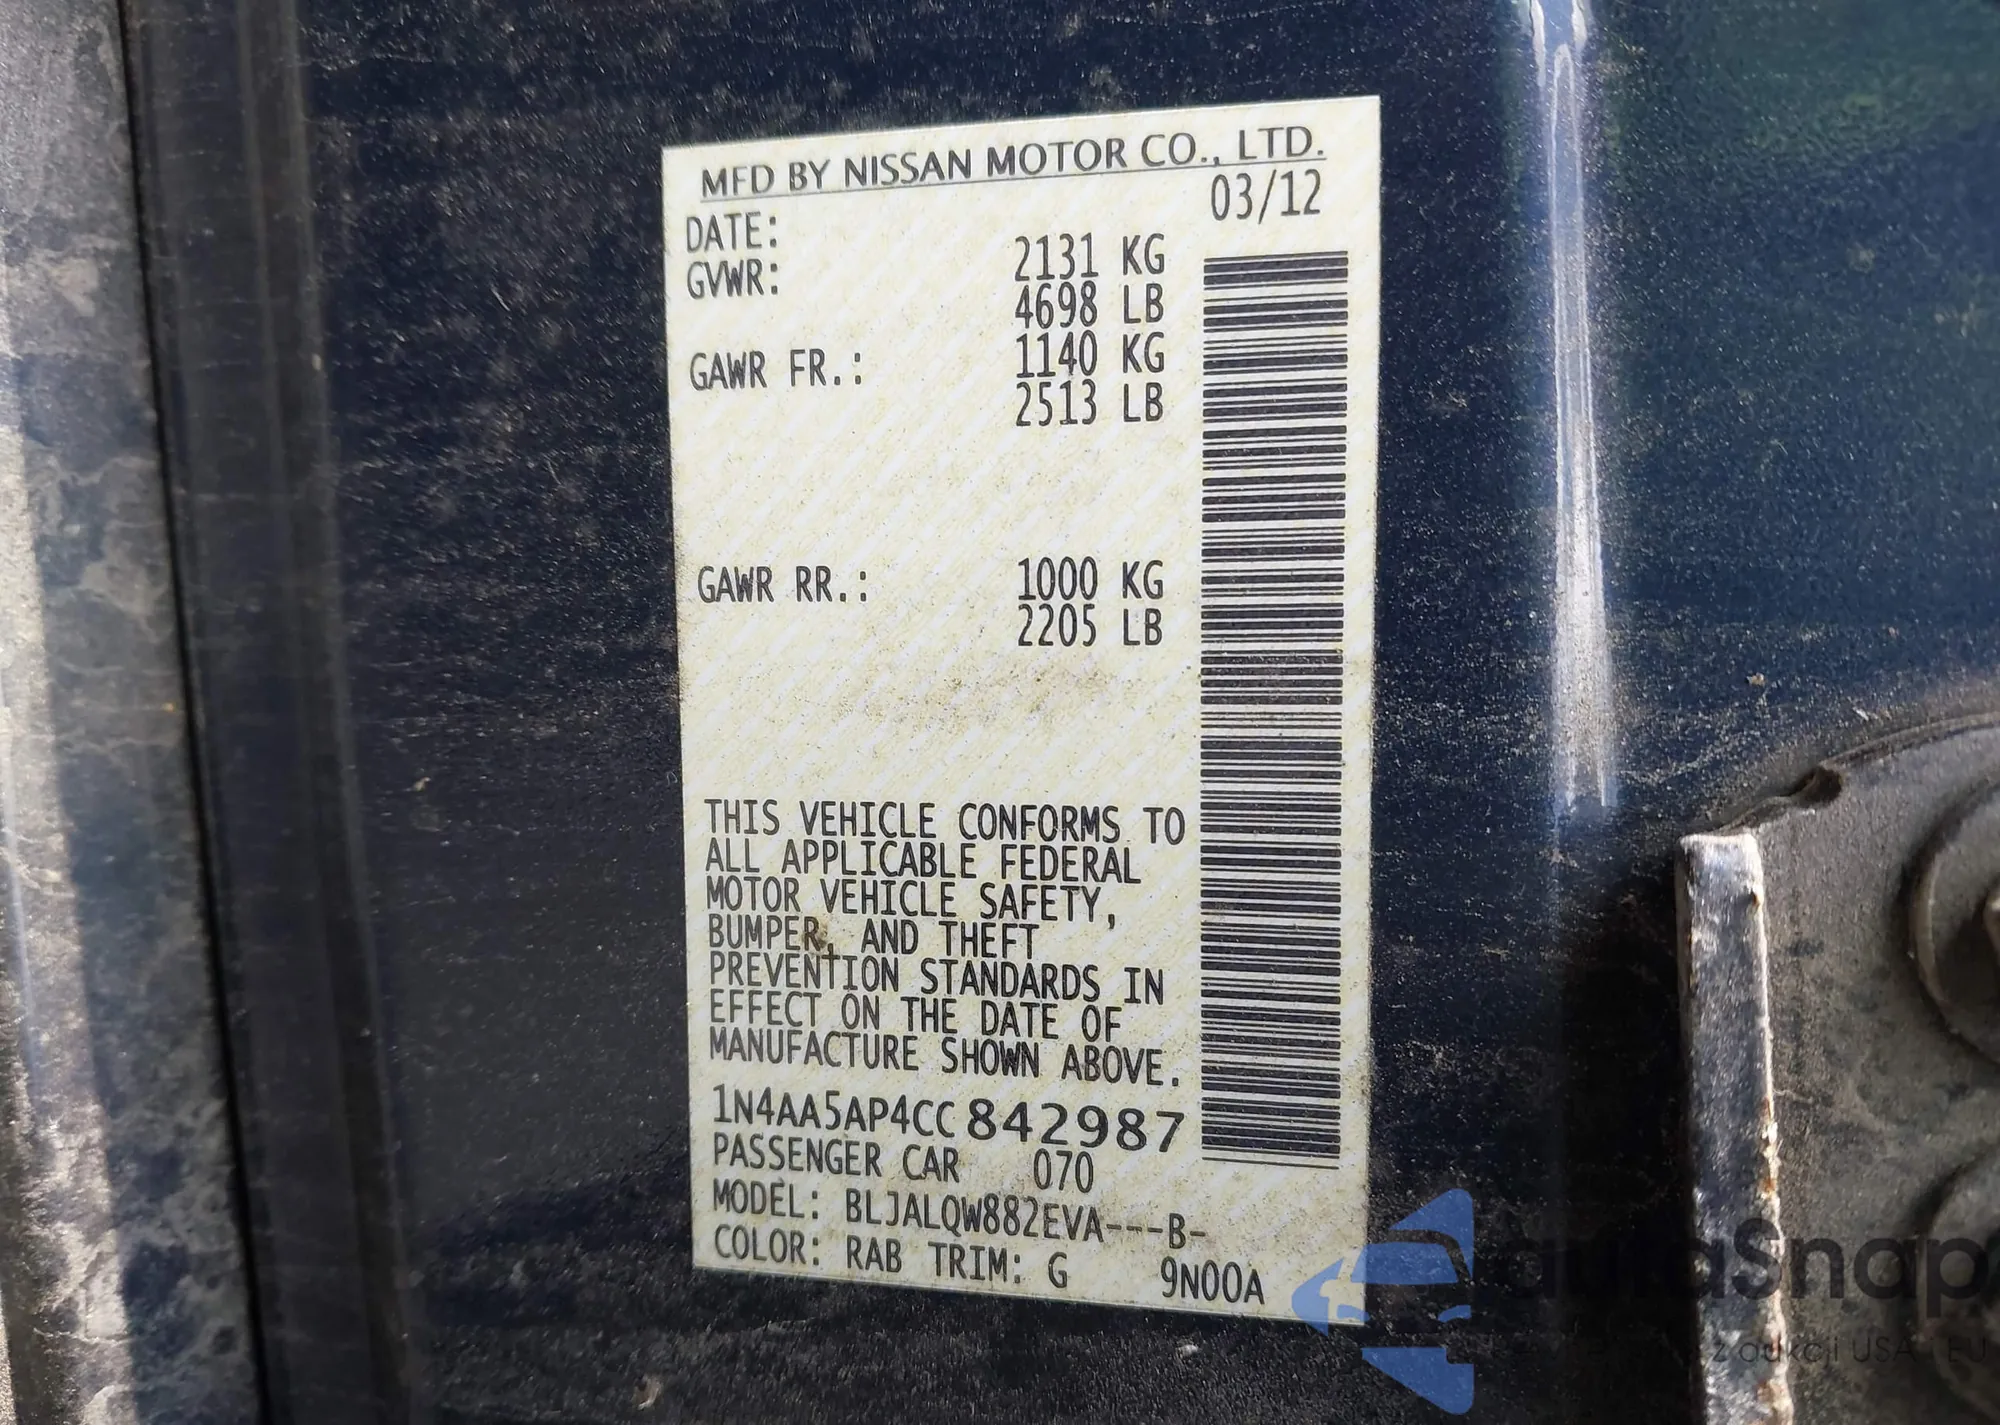 MFD BY NISSAN MOTOR CO., LTD.
DATE: 03/12
GVWR: 2131 KG
4698 LB
GAWR FR.: 1140 KG
2513 LB
GAWR RR.: 1000 KG
2205 LB
THIS VEHICLE CONFORMS TO
ALL APPLICABLE FEDERAL
MOTOR VEHICLE SAFETY,
BUMPER, AND THEFT
PREVENTION STANDARDS IN
EFFECT ON THE DATE OF
MANUFACTURE SHOWN ABOVE.
1N4AA5AP4CC842987
PASSENGER CAR 070
MODEL: BLJALQW882EVA---B-
COLOR: RAB TRIM: G 9N00A
z aukcji USA
EU